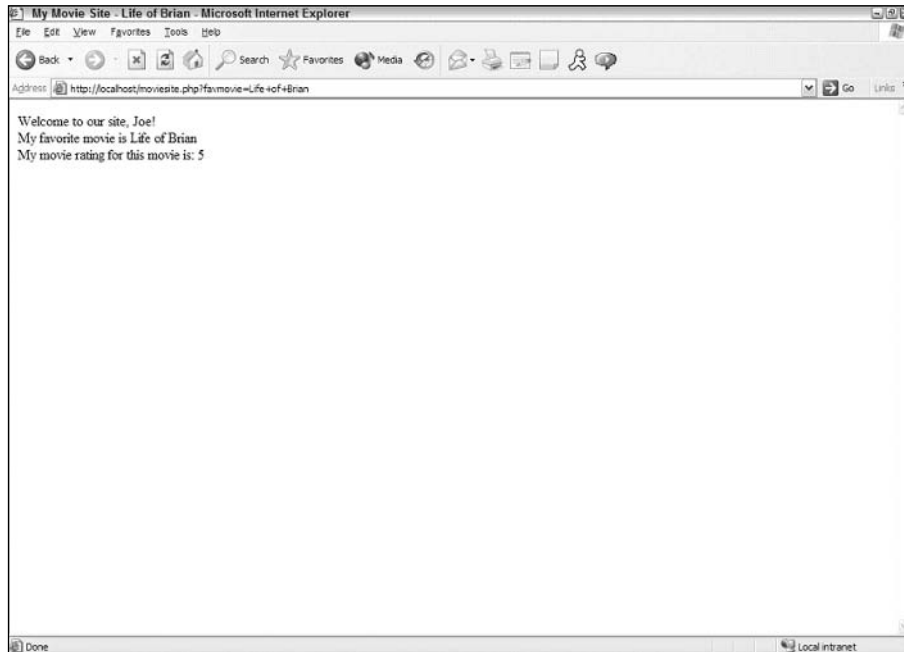 My Movie Site - Life of Brian - Microsoft Internet Explorer
File Edit View Favorites Tools Help
Back Search Favorites Media
Address http://localhost/moviesite.php?favmovie=Life+of+Brian Go Links
Welcome to our site, Joe!
My favorite movie is Life of Brian
My movie rating for this movie is: 5
Done Local intranet